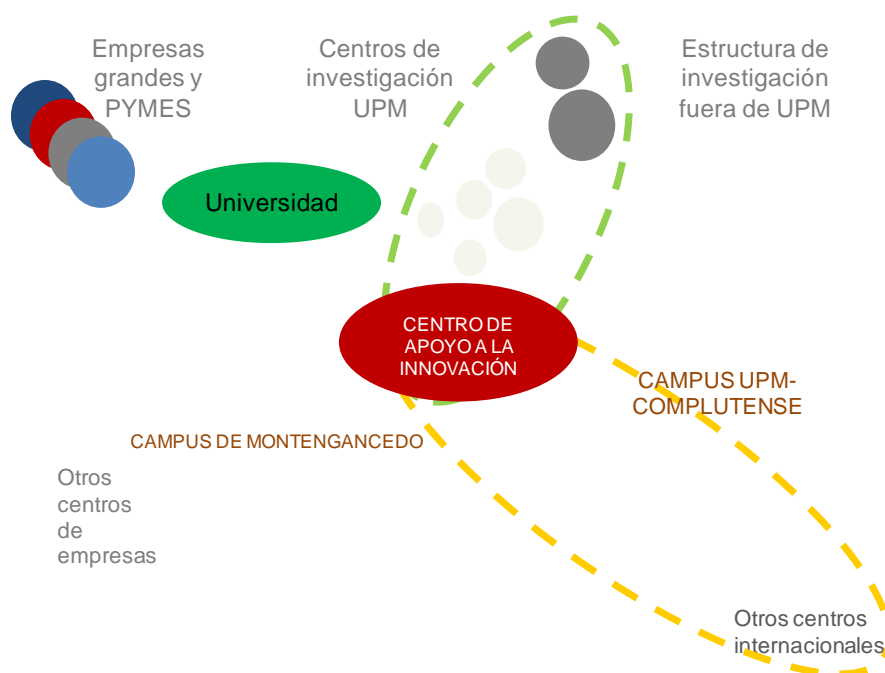 Empresas
grandes y
PYMES
Centros de
investigación
UPM
Estructura de
investigación
fuera de UPM
Universidad
CENTRO DE
APOYO A LA
INNOVACIÓN
CAMPUS UPM-
COMPLUTENSE
CAMPUS DE MONTENGANCEDO
Otros
centros
de
empresas
Otros centros
internacionales